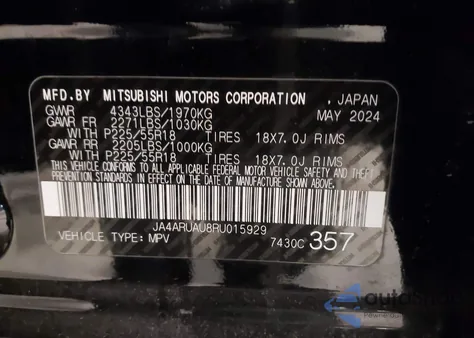 MFD.BY MITSUBISHI MOTORS CORPORATION , JAPAN
GVWR 4343LBS/1970KG MAY 2024
GAWR FR 2271LBS/1030KG
WITH P225/55R18 TIRES 18X7.0J RIMS
GAWR RR 2205LBS/1000KG
WITH P225/55R18 TIRES 18X7.0J RIMS
THIS VEHICLE CONFORMS TO ALL APPLICABLE FEDERAL MOTOR VEHICLE
SAFETY, BUMPER, AND THEFT PREVENTION STANDARDS IN
EFFECT ON THE DATE OF MANUFACTURE SHOWN ABOVE.
JA4ARUAU8RU015929
VEHICLE TYPE: MPV 7430C 357